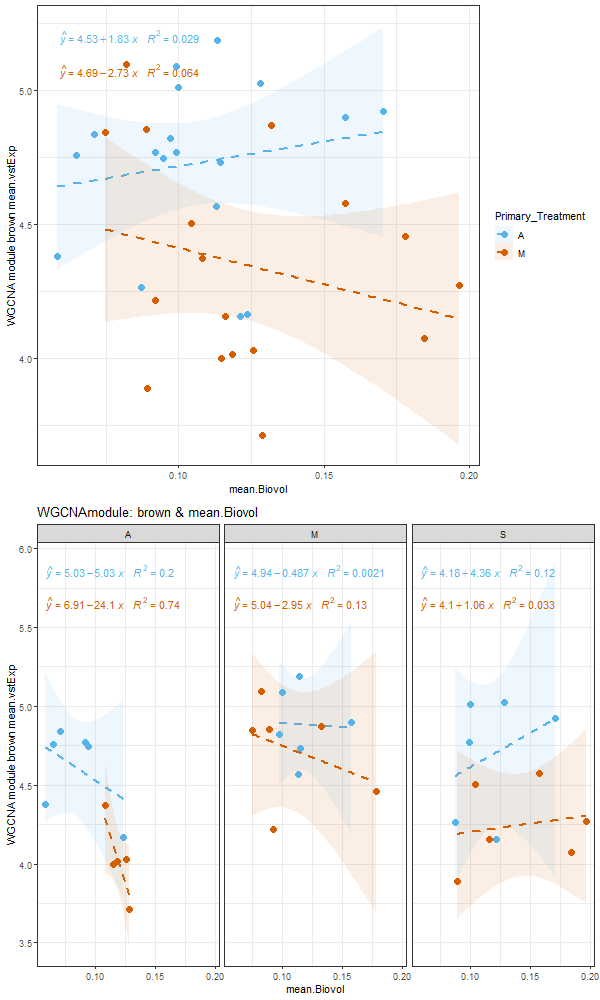 ŷ = 4.53 + 1.83 x   R² = 0.029
ŷ = 4.69 − 2.73 x   R² = 0.064
5.0
4.5
4.0
WGCNA module brown mean.vstExp
0.10
0.15
0.20
mean.Biovol
Primary_Treatment
A
M
WGCNAmodule: brown & mean.Biovol
A
M
S
ŷ = 5.03 − 5.03 x   R² = 0.2
ŷ = 6.91 − 24.1 x   R² = 0.74
ŷ = 4.94 − 0.487 x   R² = 0.0021
ŷ = 5.04 − 2.95 x   R² = 0.13
ŷ = 4.18 + 4.36 x   R² = 0.12
ŷ = 4.1 + 1.06 x   R² = 0.033
6.0
5.5
5.0
4.5
4.0
3.5
WGCNA module brown mean.vstExp
0.10
0.15
0.20
0.10
0.15
0.20
0.10
0.15
0.20
mean.Biovol